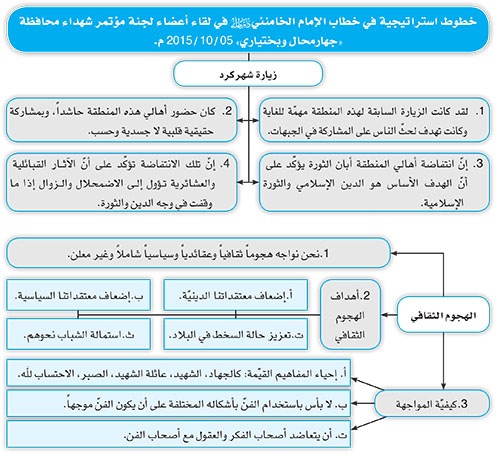 خطوط استراتيجية في خطاب الإمام الخامنئي في لقاء أعضاء لجنة مؤتمر شهداء محافظة
«جهارمحال وبختياري» 05/ 10/ 2015 م.
زيارة شهركرد
1. لقد كانت الزيارة السابقة لهذه المنطقة مهمّة للغاية
وكانت تهدف لحثّ الناس على المشاركة في الجبهات.
2. كان حضور أهالي هذه المنطقة حاشداً، وبمشاركة
حقيقية قلبية لا جسدية وحسب.
3. إنّ انتفاضة أهالي المنطقة أبان الثورة يؤكّد على
أنّ الهدف الأساس هو الدين الإسلامي والثورة
الإسلامية.
4. إنّ تلك الانتفاضة تؤكّد على أنّ الآثار القبائلية
والعشائرية تؤول إلى الاضمحلال والزوال إذا ما
وقفت في وجه الدين والثورة.
الهجوم الثقافي
1.نحن نواجه هجوماً ثقافياً وعقائدياً وسياسياً شاملاً وغير معلن.
2.أهداف
الهجوم
الثقافي
أ.إضعاف معتقداتنا الدينيّة.
ب.إضعاف معتقداتنا السياسية.
ت.تعزيز حالة السخط في البلاد.
ث. استمالة الشباب نحوهم.
3.كيفيّة المواجهة
أ. إحياء المفاهيم القيّمة: كالجهاد، الشهيد، عائلة الشهيد، الصبر، الاحتساب لله.
ب. لا بأس باستخدام الفنّ بأشكاله المختلفة على أن يكون الفنّ موجهاً.
ت. أن يتعاضد أصحاب الفكر والعقول مع أصحاب الفن.